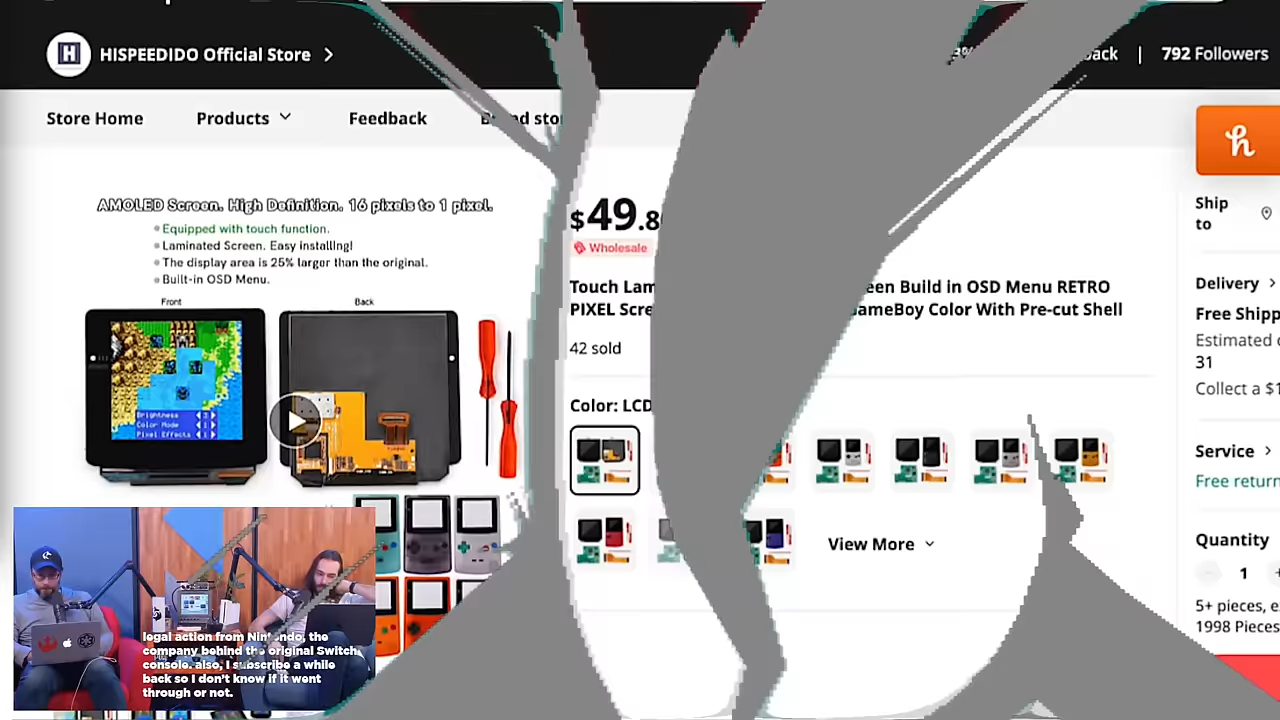 HISPEEDIDO Official Store
792 Followers
Store Home
Products
Feedback
AMOLED Screen. High Definition. 16 pixels to 1 pixel.
Equipped with touch function.
Laminated Screen. Easy installing!
The display area is 25% larger than the original.
Built-in OSD Menu.
Front
Back
Brightness
Color Mode
Pixel Effects
$49.8
Wholesale
Touch Lam
een Build in OSD Menu RETRO
PIXEL Scre
ameBoy Color With Pre-cut Shell
42 sold
Color: LCD
View More
Ship
to
Delivery
Free Shipp
Estimated
31
Collect a $1
Service
Free return
Quantity
1
5+ pieces, e
1998 Pieces
legal action from Nintendo, the
company behind the original Switch
console. also, I subscribe a while
back so I don't know if it went
through or not.